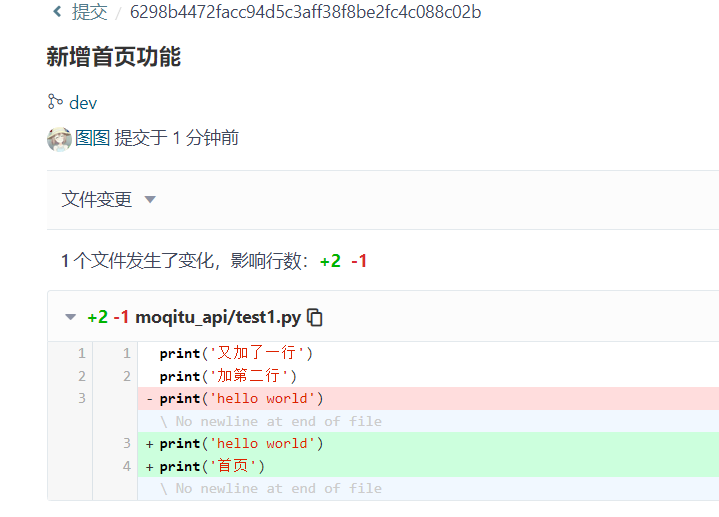 提交 / 6298b4472facc94d5c3aff38f8be2fc4c088c02b
新增首页功能
dev
图图 提交于 1 分钟前
文件变更
1 个文件发生了变化，影响行数： +2 -1
+2 -1 moqitu_api/test1.py
1 1 print('又加了一行')
2 2 print('加第二行')
3 - print('hello world')
\ No newline at end of file
3 + print('hello world')
4 + print('首页')
\ No newline at end of file